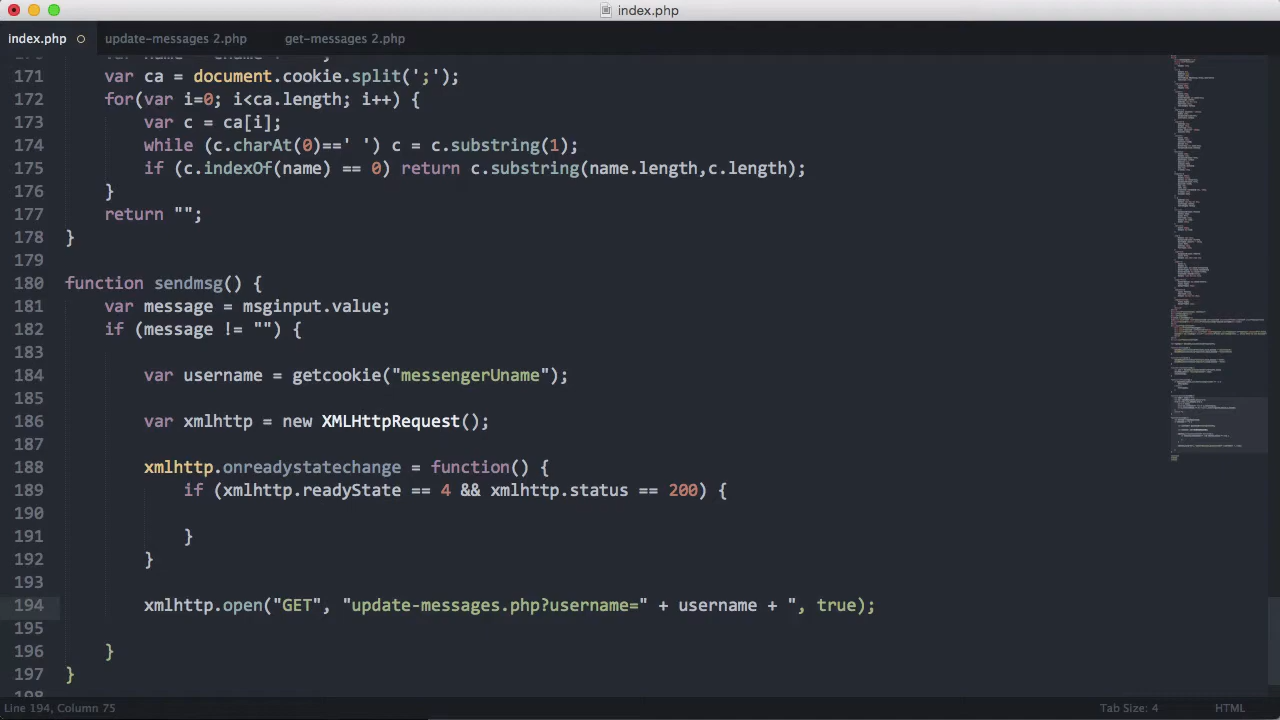 index.php
index.php
update-messages 2.php
get-messages 2.php
171 var ca = document.cookie.split(';');
172 for(var i=0; i<ca.length; i++) {
173 var c = ca[i];
174 while (c.charAt(0)==' ') c = c.substring(1);
175 if (c.indexOf(name) == 0) return c.substring(name.length,c.length);
176 }
177 return "";
178 }
179
180 function sendmsg() {
181 var message = msginput.value;
182 if (message != "") {
183
184 var username = getcookie("messengerUname");
185
186 var xmlhttp = new XMLHttpRequest();
187
188 xmlhttp.onreadystatechange = function() {
189 if (xmlhttp.readyState == 4 && xmlhttp.status == 200) {
190
191 }
192 }
193
194 xmlhttp.open("GET", "update-messages.php?username=" + username + ", true);
195
196 }
197 }
Line 194, Column 75
Tab Size: 4
HTML